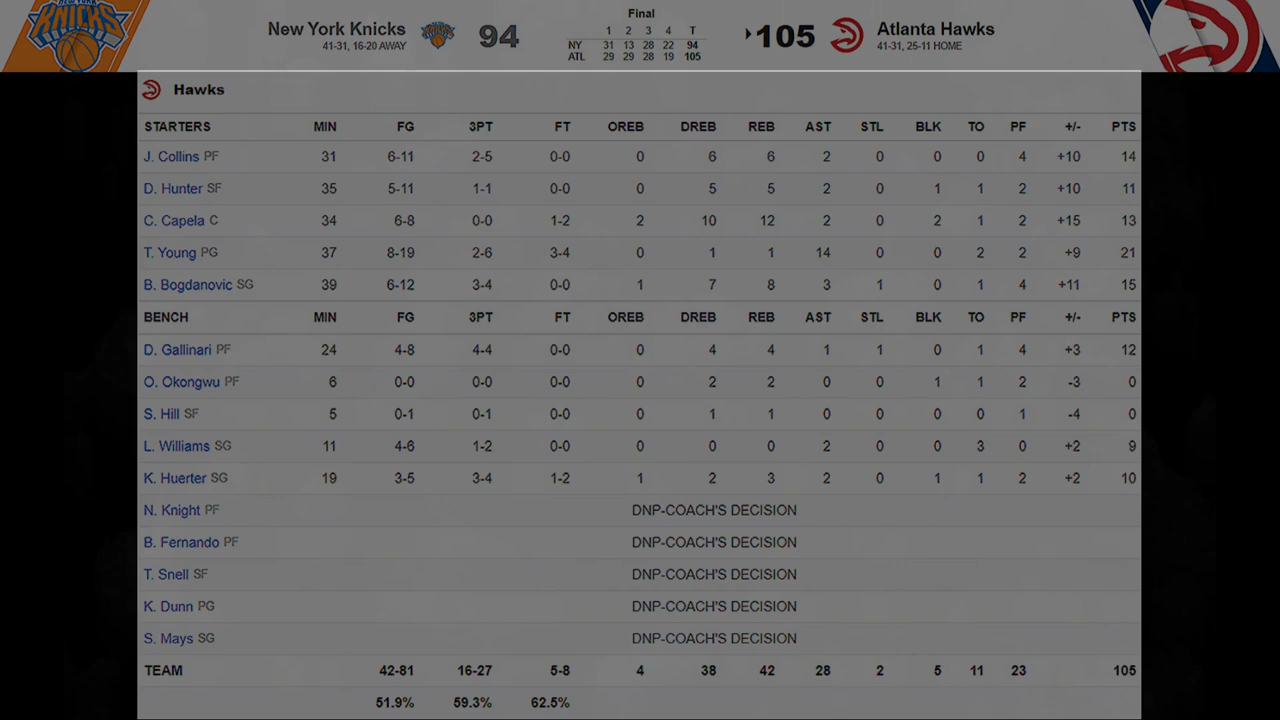 NEW YORK
KNICKS
New York Knicks
41-31, 16-20 AWAY
94
Final
1 2 3 4 T
NY 31 13 28 22 94
ATL 29 29 28 19 105
105
Atlanta Hawks
41-31, 25-11 HOME
Hawks
STARTERS MIN FG 3PT FT OREB DREB REB AST STL BLK TO PF +/- PTS
J. Collins PF 31 6-11 2-5 0-0 0 6 6 2 0 0 0 4 +10 14
D. Hunter SF 35 5-11 1-1 0-0 0 5 5 2 0 1 1 2 +10 11
C. Capela C 34 6-8 0-0 1-2 2 10 12 2 0 2 1 2 +15 13
T. Young PG 37 8-19 2-6 3-4 0 1 1 14 0 0 2 2 +9 21
B. Bogdanovic SG 39 6-12 3-4 0-0 1 7 8 3 1 0 1 4 +11 15
BENCH MIN FG 3PT FT OREB DREB REB AST STL BLK TO PF +/- PTS
D. Gallinari PF 24 4-8 4-4 0-0 0 4 4 1 1 0 1 4 +3 12
O. Okongwu PF 6 0-0 0-0 0-0 0 2 2 0 0 1 1 2 -3 0
S. Hill SF 5 0-1 0-1 0-0 0 1 1 0 0 0 0 1 -4 0
L. Williams SG 11 4-6 1-2 0-0 0 0 0 2 0 0 3 0 +2 9
K. Huerter SG 19 3-5 3-4 1-2 1 2 3 2 0 1 1 2 +2 10
N. Knight PF DNP-COACH'S DECISION
B. Fernando PF DNP-COACH'S DECISION
T. Snell SF DNP-COACH'S DECISION
K. Dunn PG DNP-COACH'S DECISION
S. Mays SG DNP-COACH'S DECISION
TEAM 42-81 16-27 5-8 4 38 42 28 2 5 11 23 105
51.9% 59.3% 62.5%